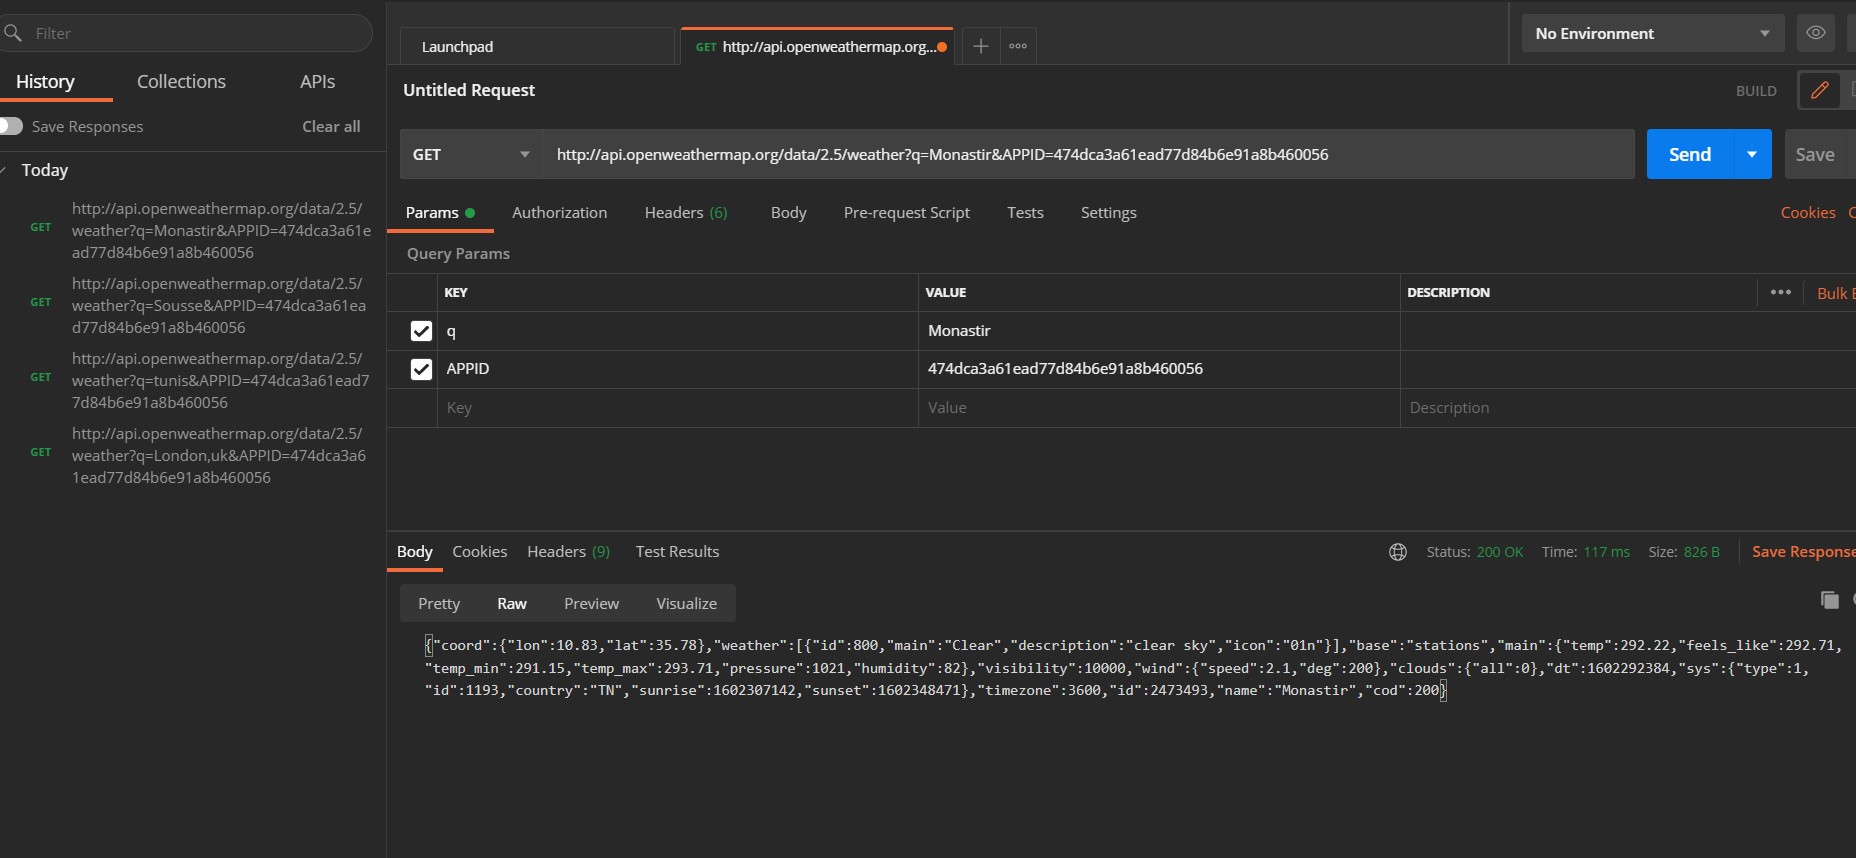 Filter
History Collections APIs
Save Responses Clear all
Today
GET
http://api.openweathermap.org/data/2.5/
weather?q=Monastir&APPID=474dca3a61e
ad77d84b6e91a8b460056
GET
http://api.openweathermap.org/data/2.5/
weather?q=Sousse&APPID=474dca3a61ea
d77d84b6e91a8b460056
GET
http://api.openweathermap.org/data/2.5/
weather?q=tunis&APPID=474dca3a61ead7
7d84b6e91a8b460056
GET
http://api.openweathermap.org/data/2.5/
weather?q=London,uk&APPID=474dca3a6
1ead77d84b6e91a8b460056
Launchpad GET http://api.openweathermap.org... No Environment
Untitled Request BUILD
GET http://api.openweathermap.org/data/2.5/weather?q=Monastir&APPID=474dca3a61ead77d84b6e91a8b460056 Send Save
Params Authorization Headers (6) Body Pre-request Script Tests Settings Cookies
Query Params
KEY VALUE DESCRIPTION Bulk
q Monastir
APPID 474dca3a61ead77d84b6e91a8b460056
Key Value Description
Body Cookies Headers (9) Test Results Status: 200 OK Time: 117 ms Size: 826 B Save Response
Pretty Raw Preview Visualize
{"coord":{"lon":10.83,"lat":35.78},"weather":[{"id":800,"main":"Clear","description":"clear sky","icon":"01n"}],"base":"stations","main":{"temp":292.22,"feels_like":292.71,
"temp_min":291.15,"temp_max":293.71,"pressure":1021,"humidity":82},"visibility":10000,"wind":{"speed":2.1,"deg":200},"clouds":{"all":0},"dt":1602292384,"sys":{"type":1,
"id":1193,"country":"TN","sunrise":1602307142,"sunset":1602348471},"timezone":3600,"id":2473493,"name":"Monastir","cod":200}